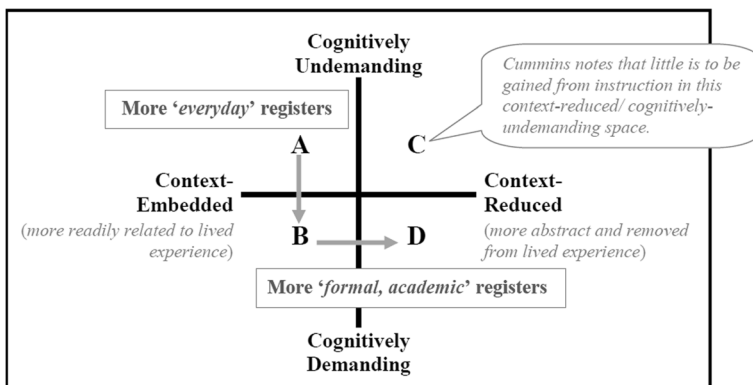 Cognitively
Undemanding
Cummins notes that little is to be
gained from instruction in this
context-reduced/ cognitively-
undemanding space.
More ‘everyday’ registers
A
C
Context-
Embedded
(more readily related to lived
experience)
Context-
Reduced
(more abstract and removed
from lived experience)
B
D
More ‘formal, academic’ registers
Cognitively
Demanding